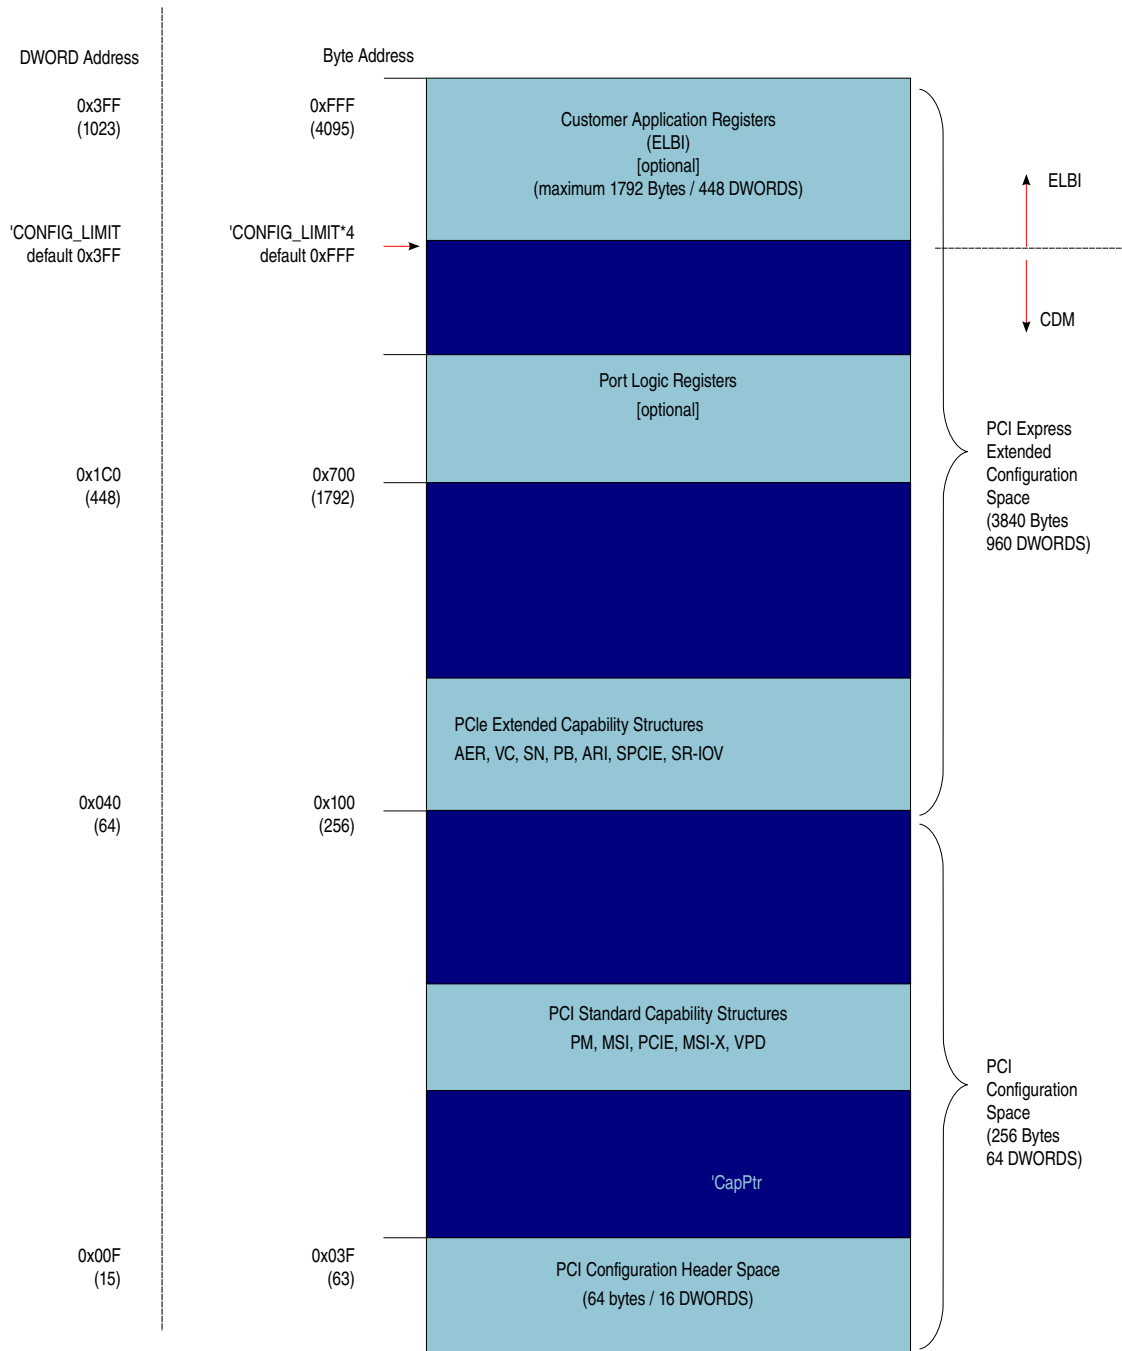 DWORD Address
Byte Address
0x3FF
(1023)
0xFFF
(4095)
Customer Application Registers
(ELBI)
[optional]
(maximum 1792 Bytes / 448 DWORDS)
ELBI
'CONFIG_LIMIT
default 0x3FF
'CONFIG_LIMIT*4
default 0xFFF
CDM
Port Logic Registers
[optional]
PCI Express
Extended
Configuration
Space
(3840 Bytes
960 DWORDS)
0x1C0
(448)
0x700
(1792)
PCIe Extended Capability Structures
AER, VC, SN, PB, ARI, SPCIE, SR-IOV
0x040
(64)
0x100
(256)
PCI Standard Capability Structures
PM, MSI, PCIE, MSI-X, VPD
PCI
Configuration
Space
(256 Bytes
64 DWORDS)
'CapPtr
0x00F
(15)
0x03F
(63)
PCI Configuration Header Space
(64 bytes / 16 DWORDS)